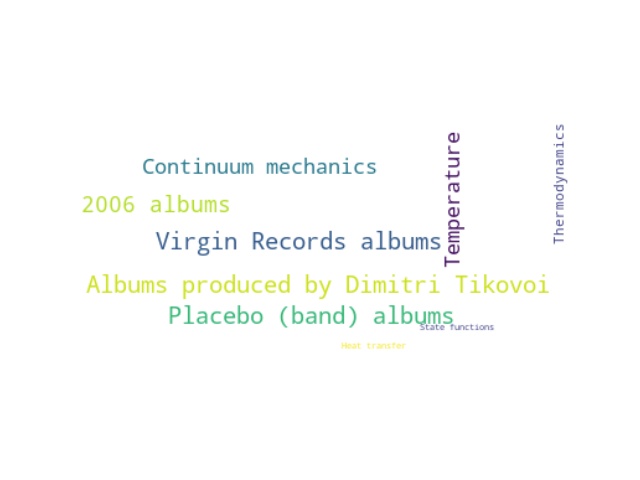 Continuum mechanics
2006 albums
Virgin Records albums
Temperature
Thermodynamics
Albums produced by Dimitri Tikovoi
Placebo (band) albums
State functions
Heat transfer